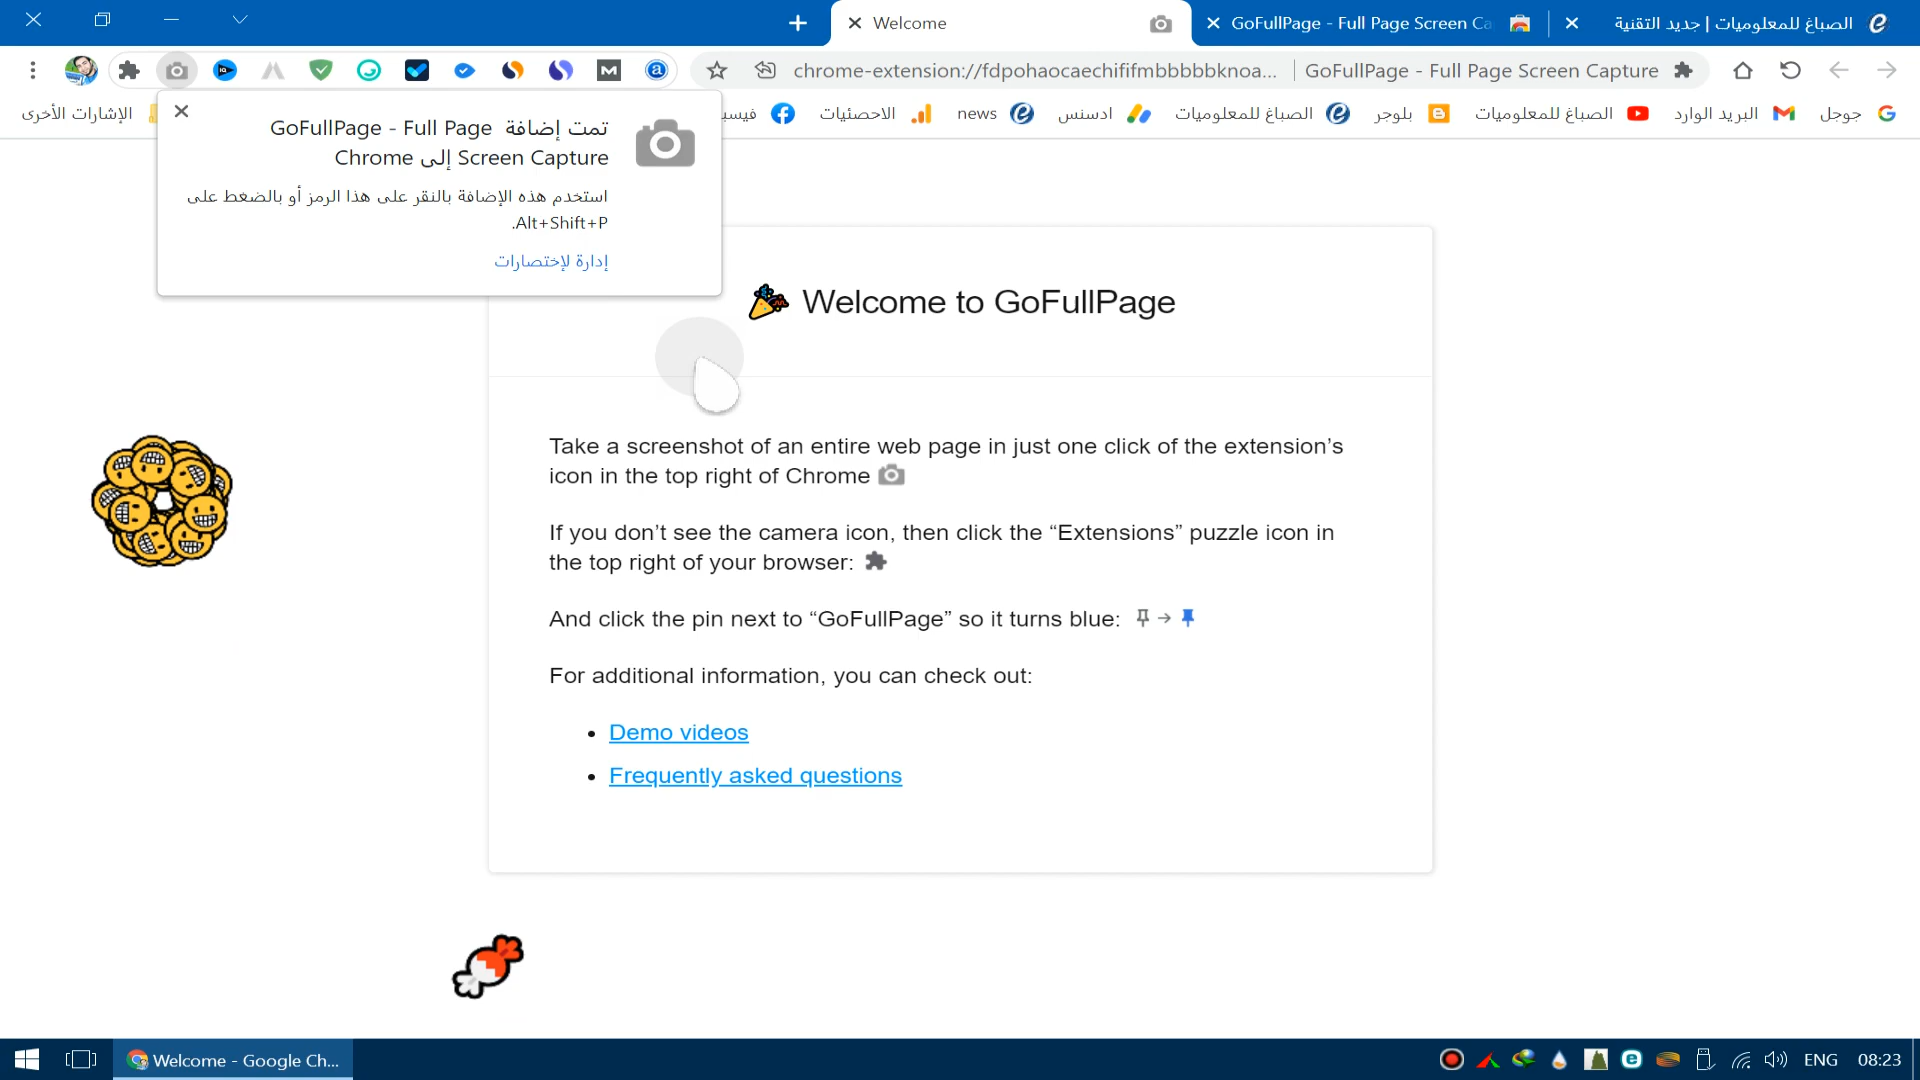 الصباغ للمعلوميات | جديد التقنية
GoFullPage - Full Page Screen Ca
Welcome
chrome-extension://fdpohaocaechififmbbbbbknoa... | GoFullPage - Full Page Screen Capture
جوجل
البريد الوارد
الصباغ للمعلوميات
بلوجر
الصباغ للمعلوميات
ادسنس
news
الاحصئيات
فيسب
الإشارات الأخرى
تمت إضافة GoFullPage - Full Page
Screen Capture إلى Chrome
استخدم هذه الإضافة بالنقر على هذا الرمز أو بالضغط على
Alt+Shift+P.
إدارة لإختصارات
Welcome to GoFullPage
Take a screenshot of an entire web page in just one click of the extension’s
icon in the top right of Chrome
If you don’t see the camera icon, then click the “Extensions” puzzle icon in
the top right of your browser:
And click the pin next to “GoFullPage” so it turns blue: →
For additional information, you can check out:
• Demo videos
• Frequently asked questions
Welcome - Google Ch...
ENG
08:23